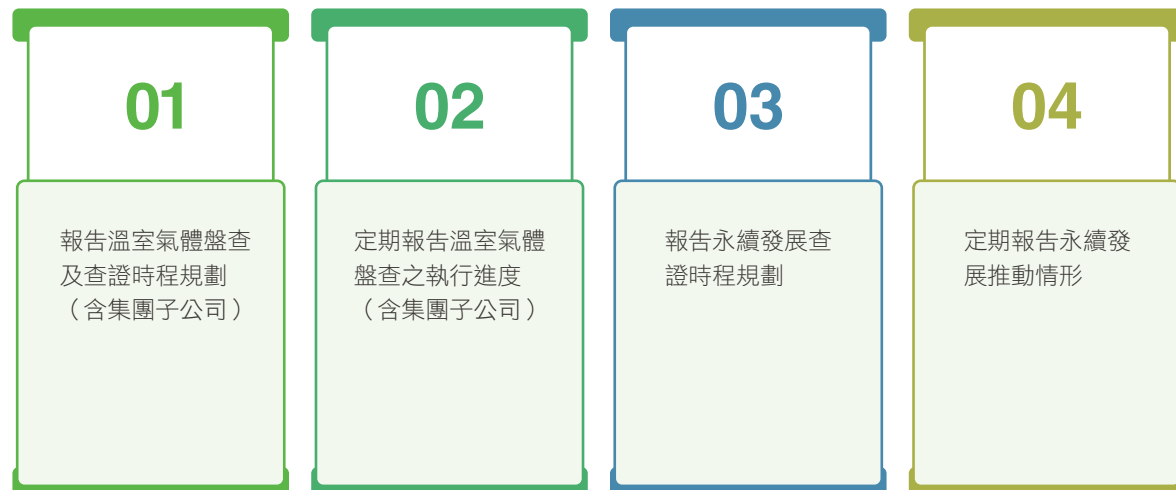 01
報告溫室氣體盤查
及查證時程規劃
（含集團子公司）
02
定期報告溫室氣體
盤查之執行進度
（含集團子公司）
03
報告永續發展查
證時程規劃
04
定期報告永續發
展推動情形